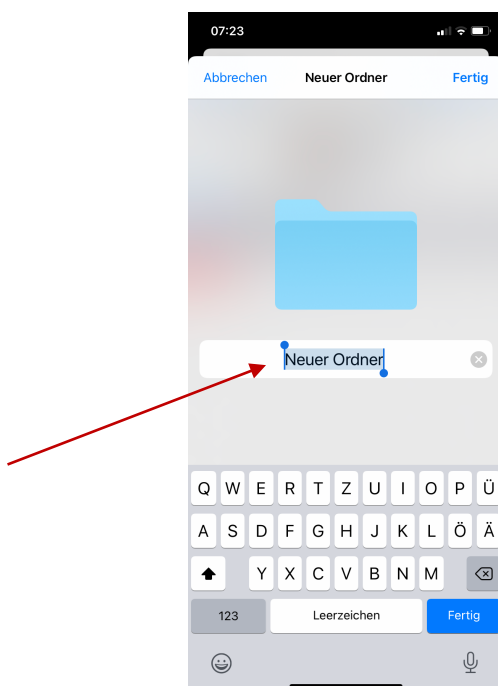 07:23
Abbrechen Neuer Ordner Fertig
Neuer Ordner
Q W E R T Z U I O P Ü
A S D F G H J K L Ö Ä
Y X C V B N M
123 Leerzeichen Fertig